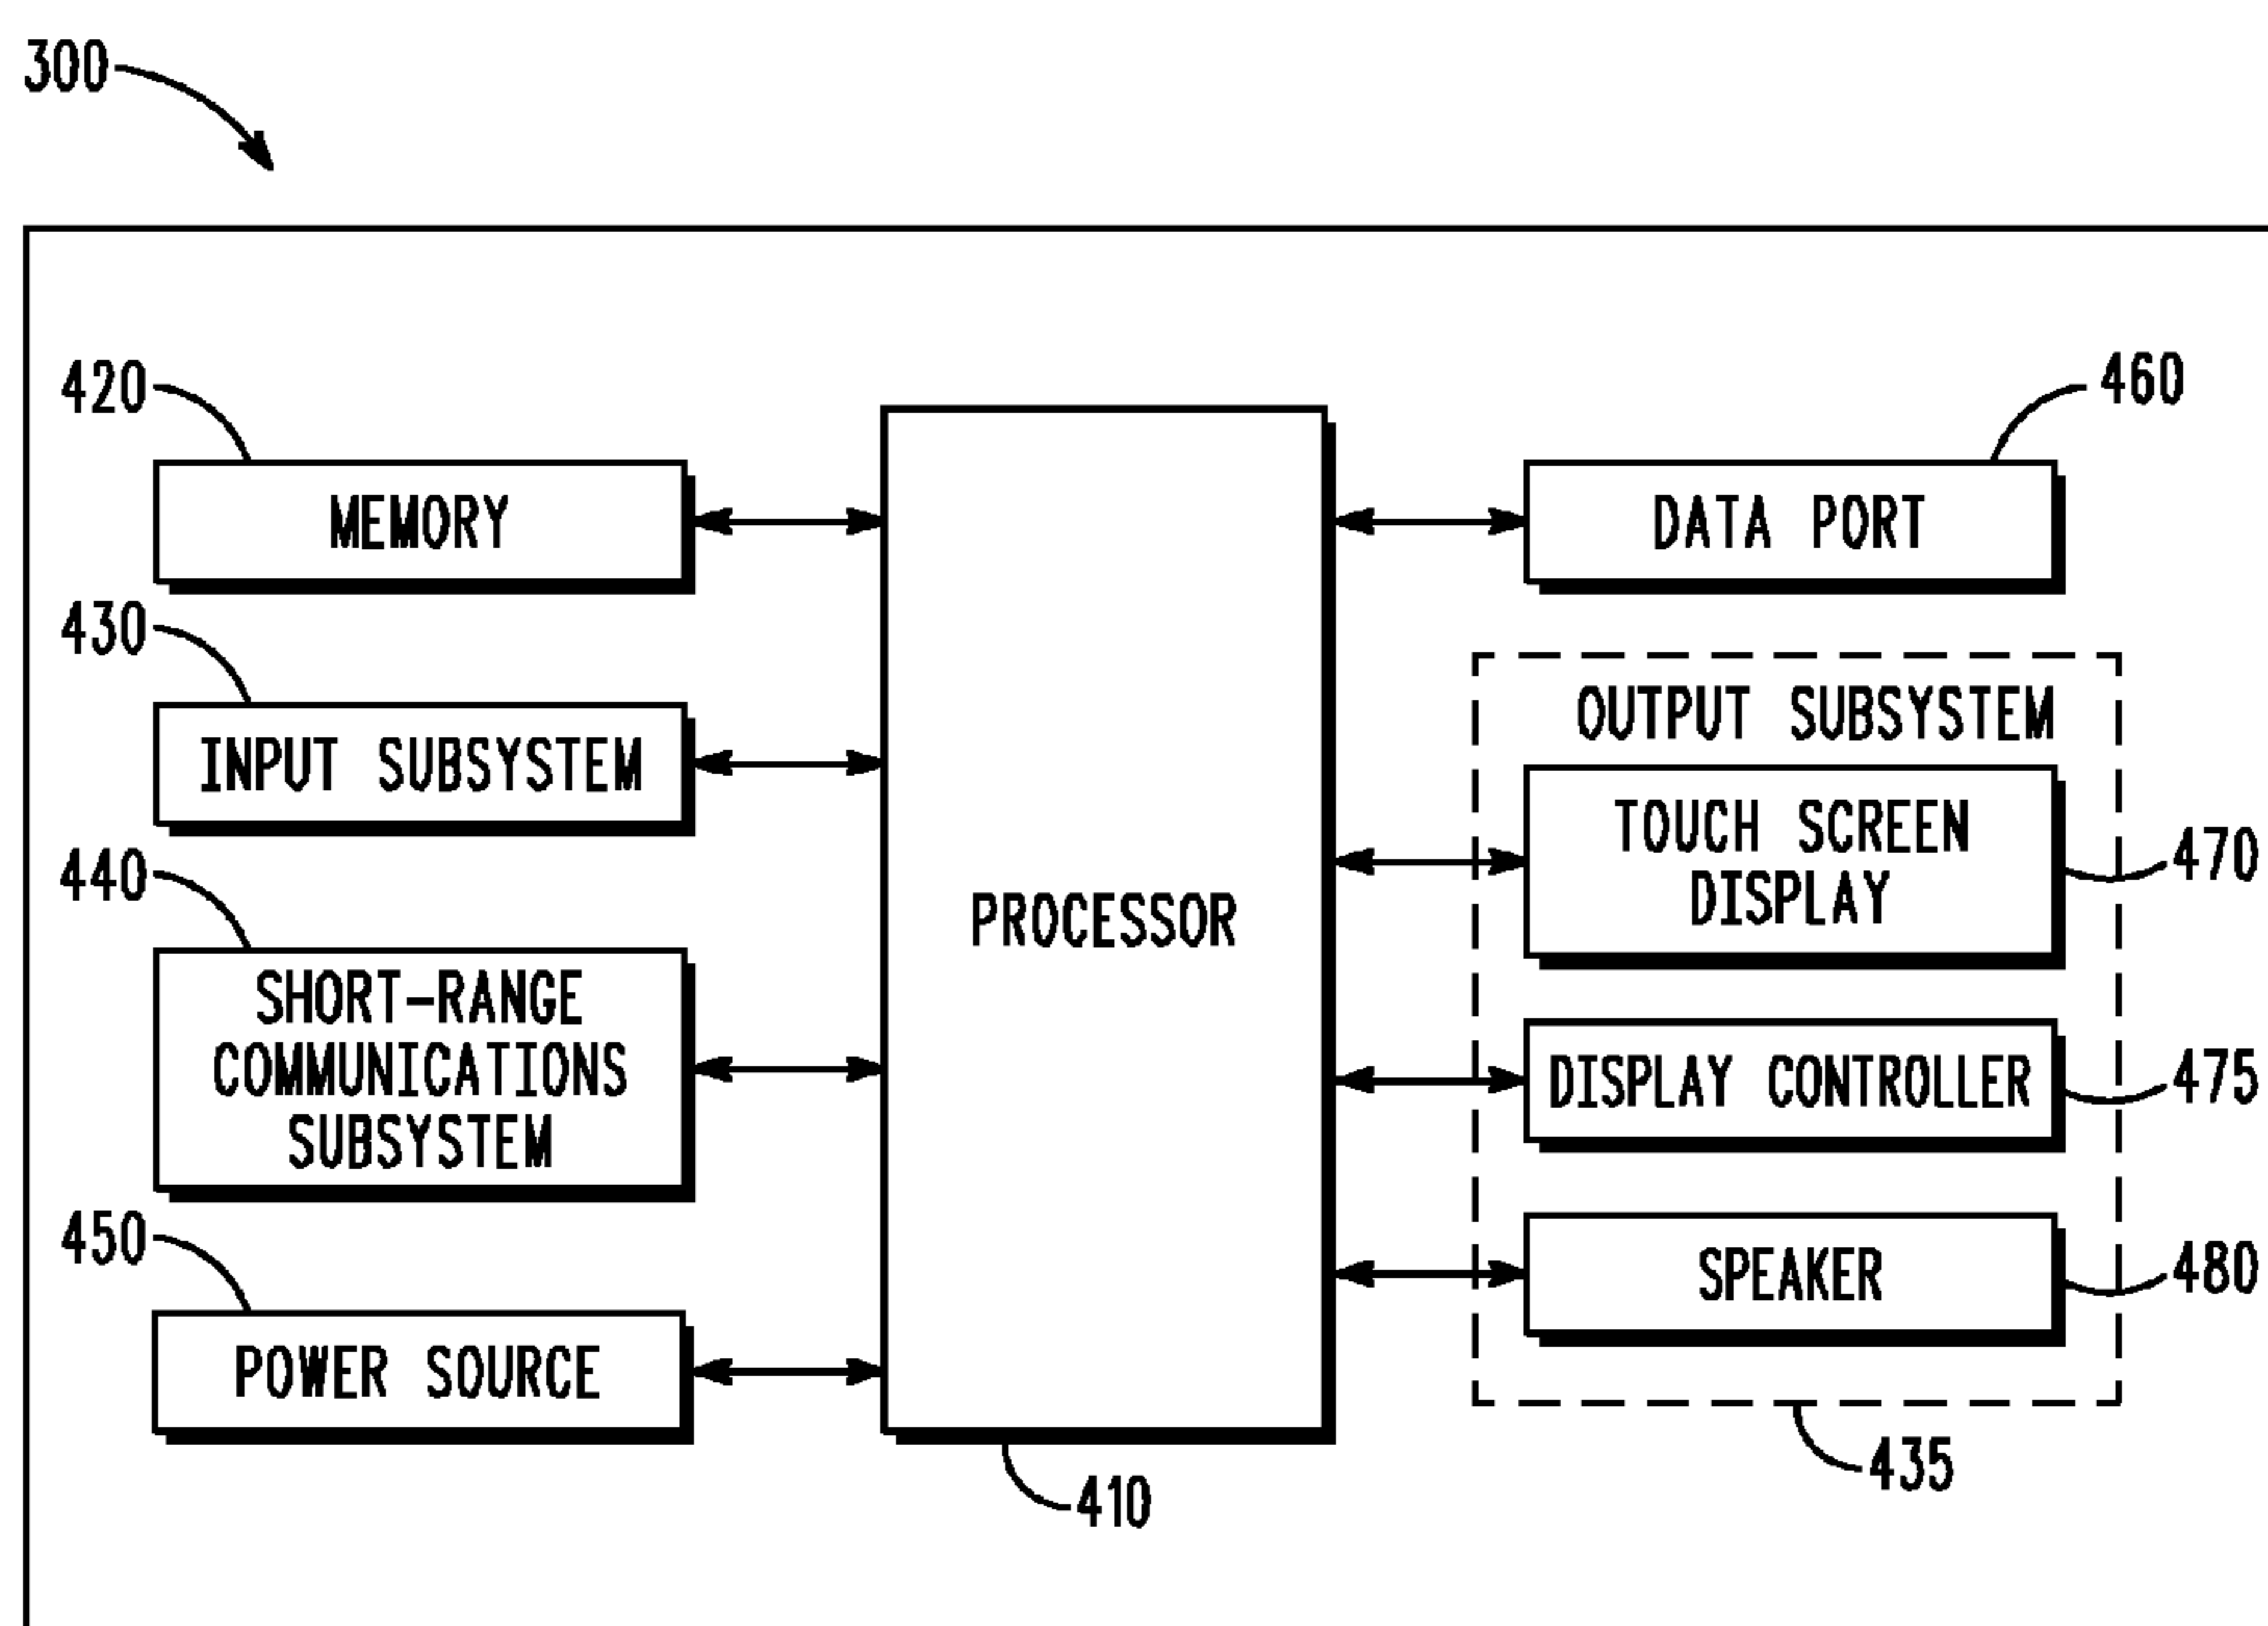 300
420
MEMORY
430
INPUT SUBSYSTEM
440
SHORT-RANGE
COMMUNICATIONS
SUBSYSTEM
450
POWER SOURCE
PROCESSOR
410
460
DATA PORT
OUTPUT SUBSYSTEM
TOUCH SCREEN
DISPLAY
470
DISPLAY CONTROLLER
475
SPEAKER
480
435